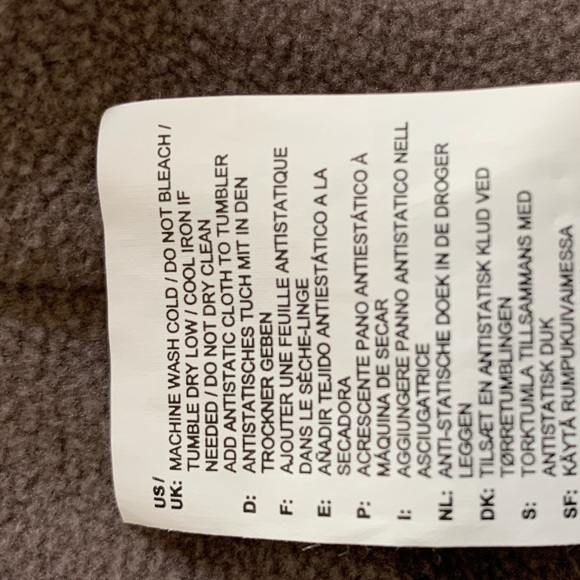 US /
UK: MACHINE WASH COLD / DO NOT BLEACH /
TUMBLE DRY LOW / COOL IRON IF
NEEDED / DO NOT DRY CLEAN
ADD ANTISTATIC CLOTH TO TUMBLER
D: ANTISTATISCHES TUCH MIT IN DEN
TROCKNER GEBEN
F: AJOUTER UNE FEUILLE ANTISTATIQUE
DANS LE SÈCHE-LINGE
E: AÑADIR TEJIDO ANTIESTÁTICO A LA
SECADORA
P: ACRESCENTE PANO ANTIESTÁTICO À
MÁQUINA DE SECAR
I: AGGIUNGERE PANNO ANTISTATICO NELL
ASCIUGATRICE
NL: ANTI-STATISCHE DOEK IN DE DROGER
LEGGEN
DK: TILSÆT EN ANTISTATISK KLUD VED
TØRRETUMBLINGEN
S: TORKTUMLA TILLSAMMANS MED
ANTISTATISK DUK
SF: KÄYTÄ RUMPUKUIVAIMESSA